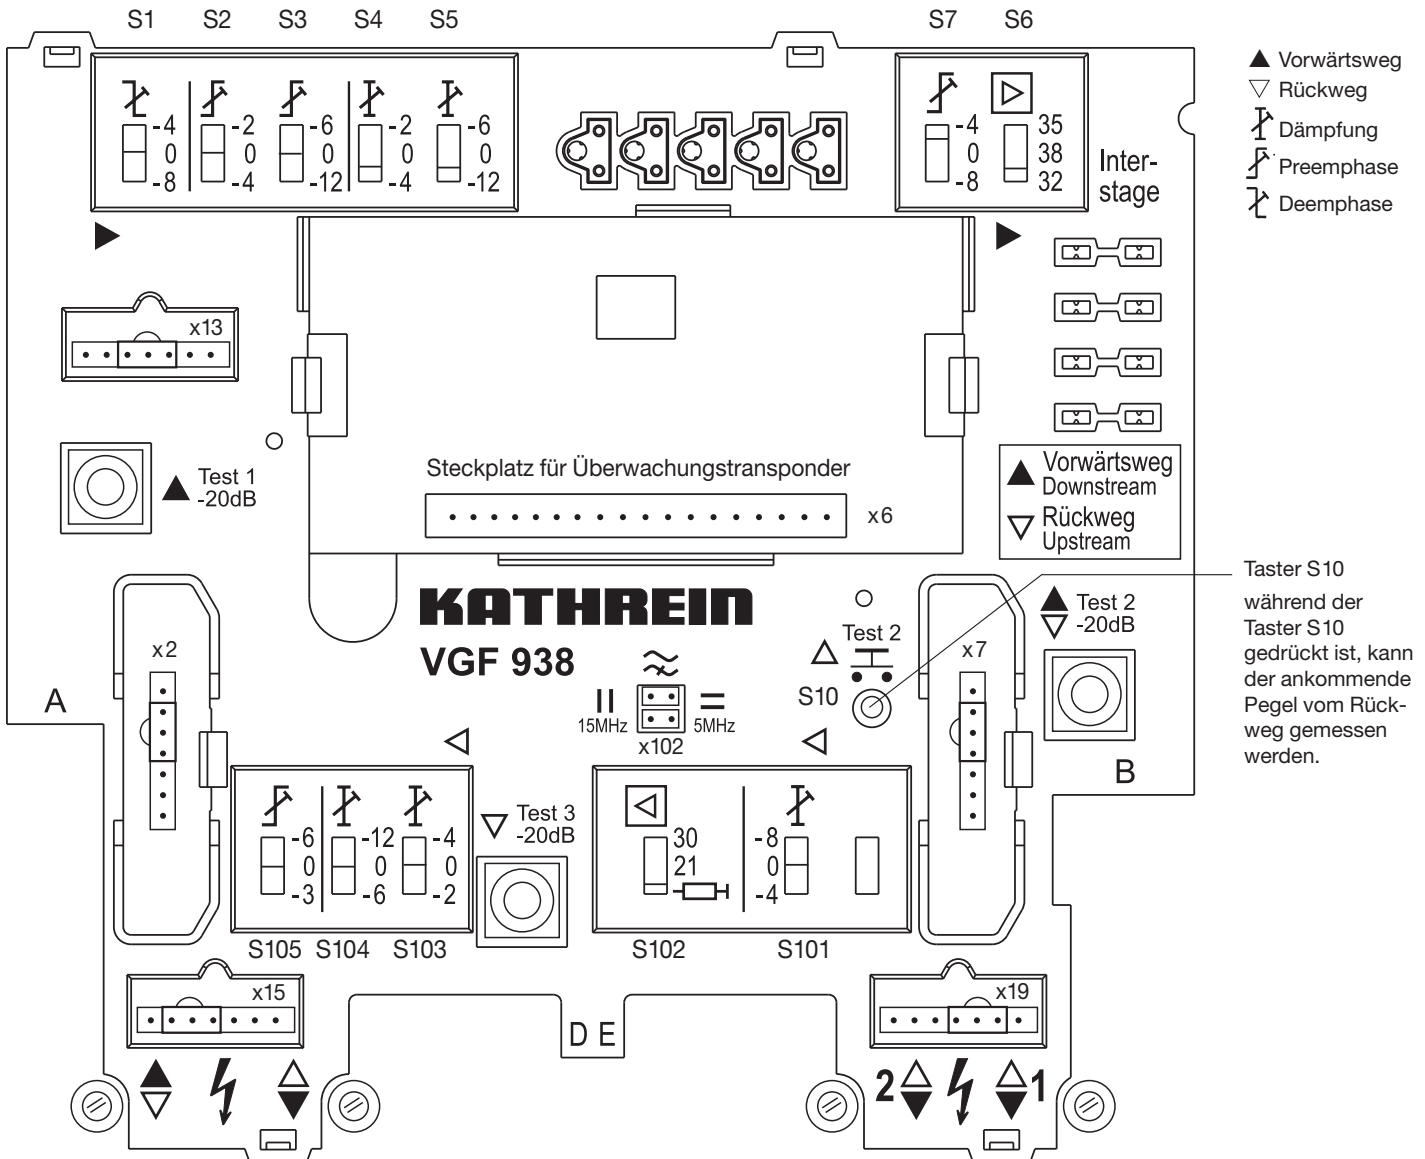 S1 S2 S3 S4 S5 S7 S6
-4 -2 -6 -2 -6 -4 35
0 0 0 0 0 0 38
-8 -4 -12 -4 -12 -8 32
Inter-
stage
Vorwärtsweg
Rückweg
Dämpfung
Preemphase
Deemphase
x13
Test 1
-20dB
Steckplatz für Überwachungstransponder
x6
Vorwärtsweg
Downstream
Rückweg
Upstream
KATHREIN
VGF 938
Test 2
S10
Test 2
-20dB
Taster S10
während der
Taster S10
gedrückt ist, kann
der ankommende
Pegel vom Rück-
weg gemessen
werden.
x2
x7
A
B
15MHz
5MHz
x102
-6 -12 -4
0 0 0
-3 -6 -2
Test 3
-20dB
30 -8
21 0
-4
S105 S104 S103
S102 S101
x15
x19
D E
2 1